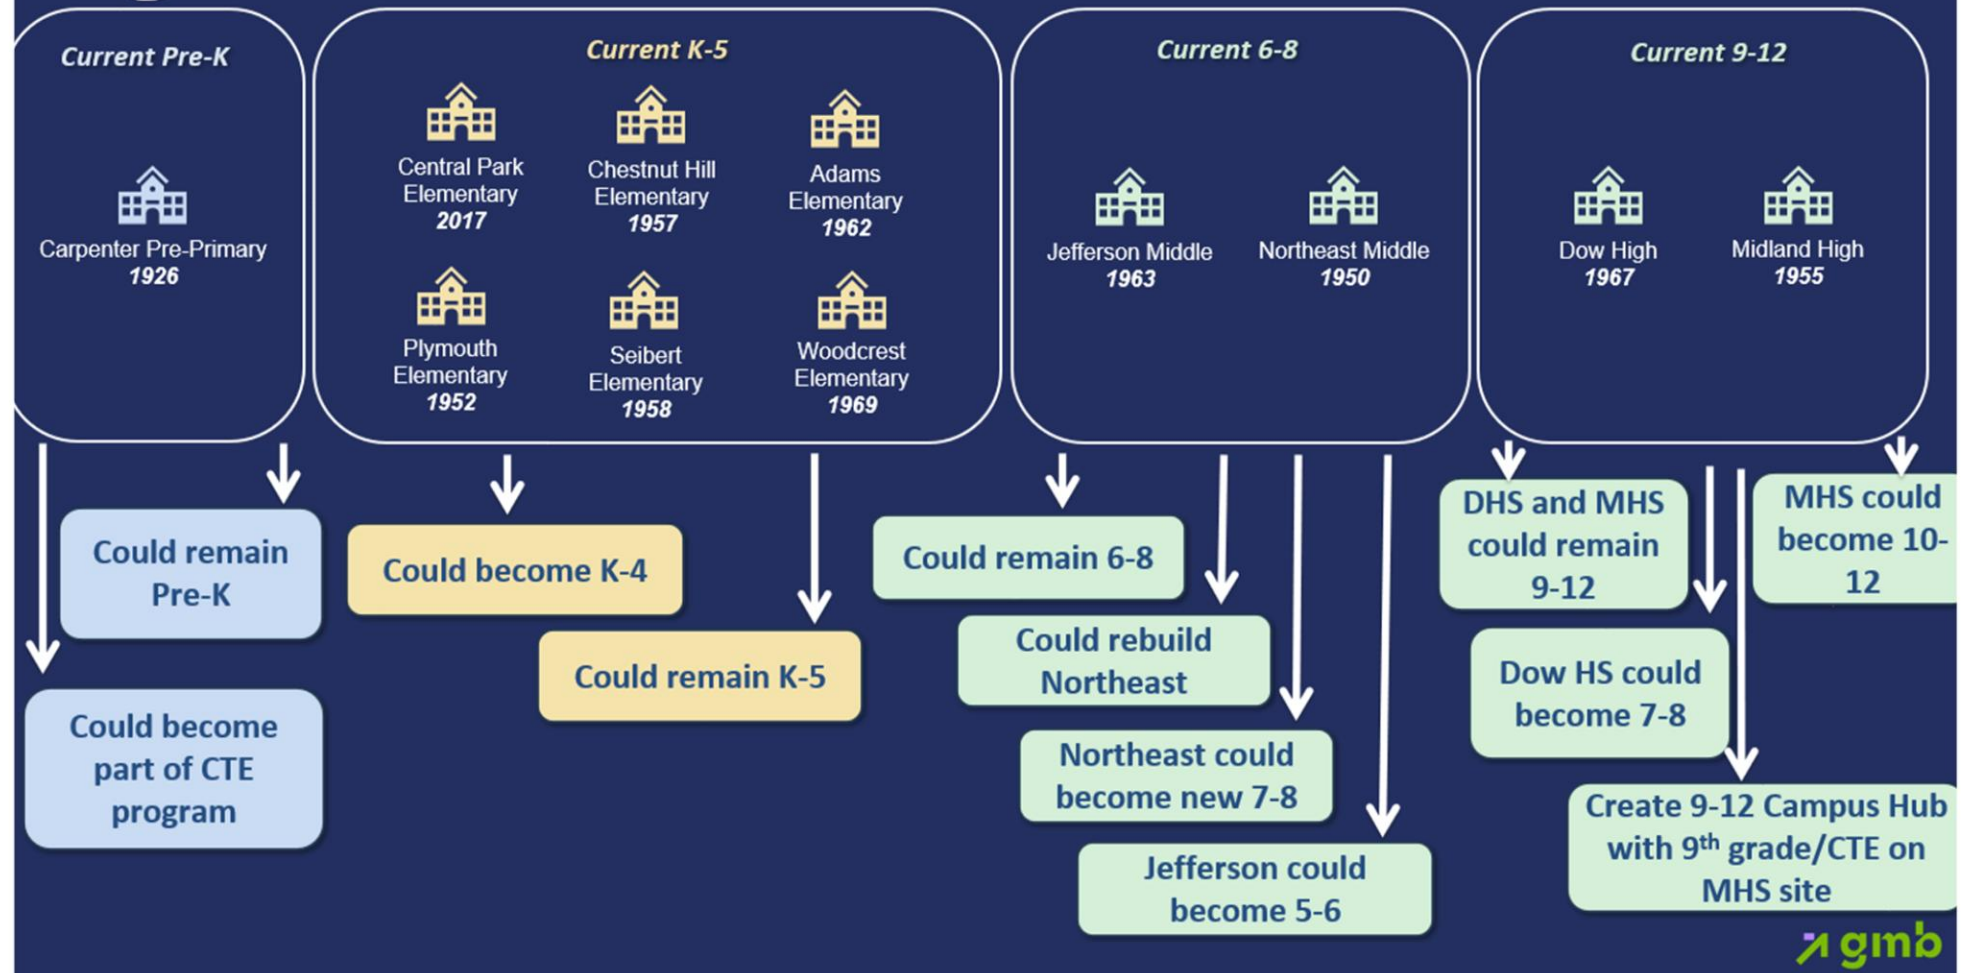 Current Pre-K
Carpenter Pre-Primary
1926
Current K-5
Central Park
Elementary
2017
Chestnut Hill
Elementary
1957
Adams
Elementary
1962
Plymouth
Elementary
1952
Seibert
Elementary
1958
Woodcrest
Elementary
1969
Current 6-8
Jefferson Middle
1963
Northeast Middle
1950
Current 9-12
Dow High
1967
Midland High
1955
Could remain
Pre-K
Could become
part of CTE
program
Could become K-4
Could remain K-5
Could remain 6-8
Could rebuild
Northeast
Northeast could
become new 7-8
Jefferson could
become 5-6
DHS and MHS
could remain
9-12
MHS could
become 10-
12
Dow HS could
become 7-8
Create 9-12 Campus Hub
with 9th grade/CTE on
MHS site
gmb